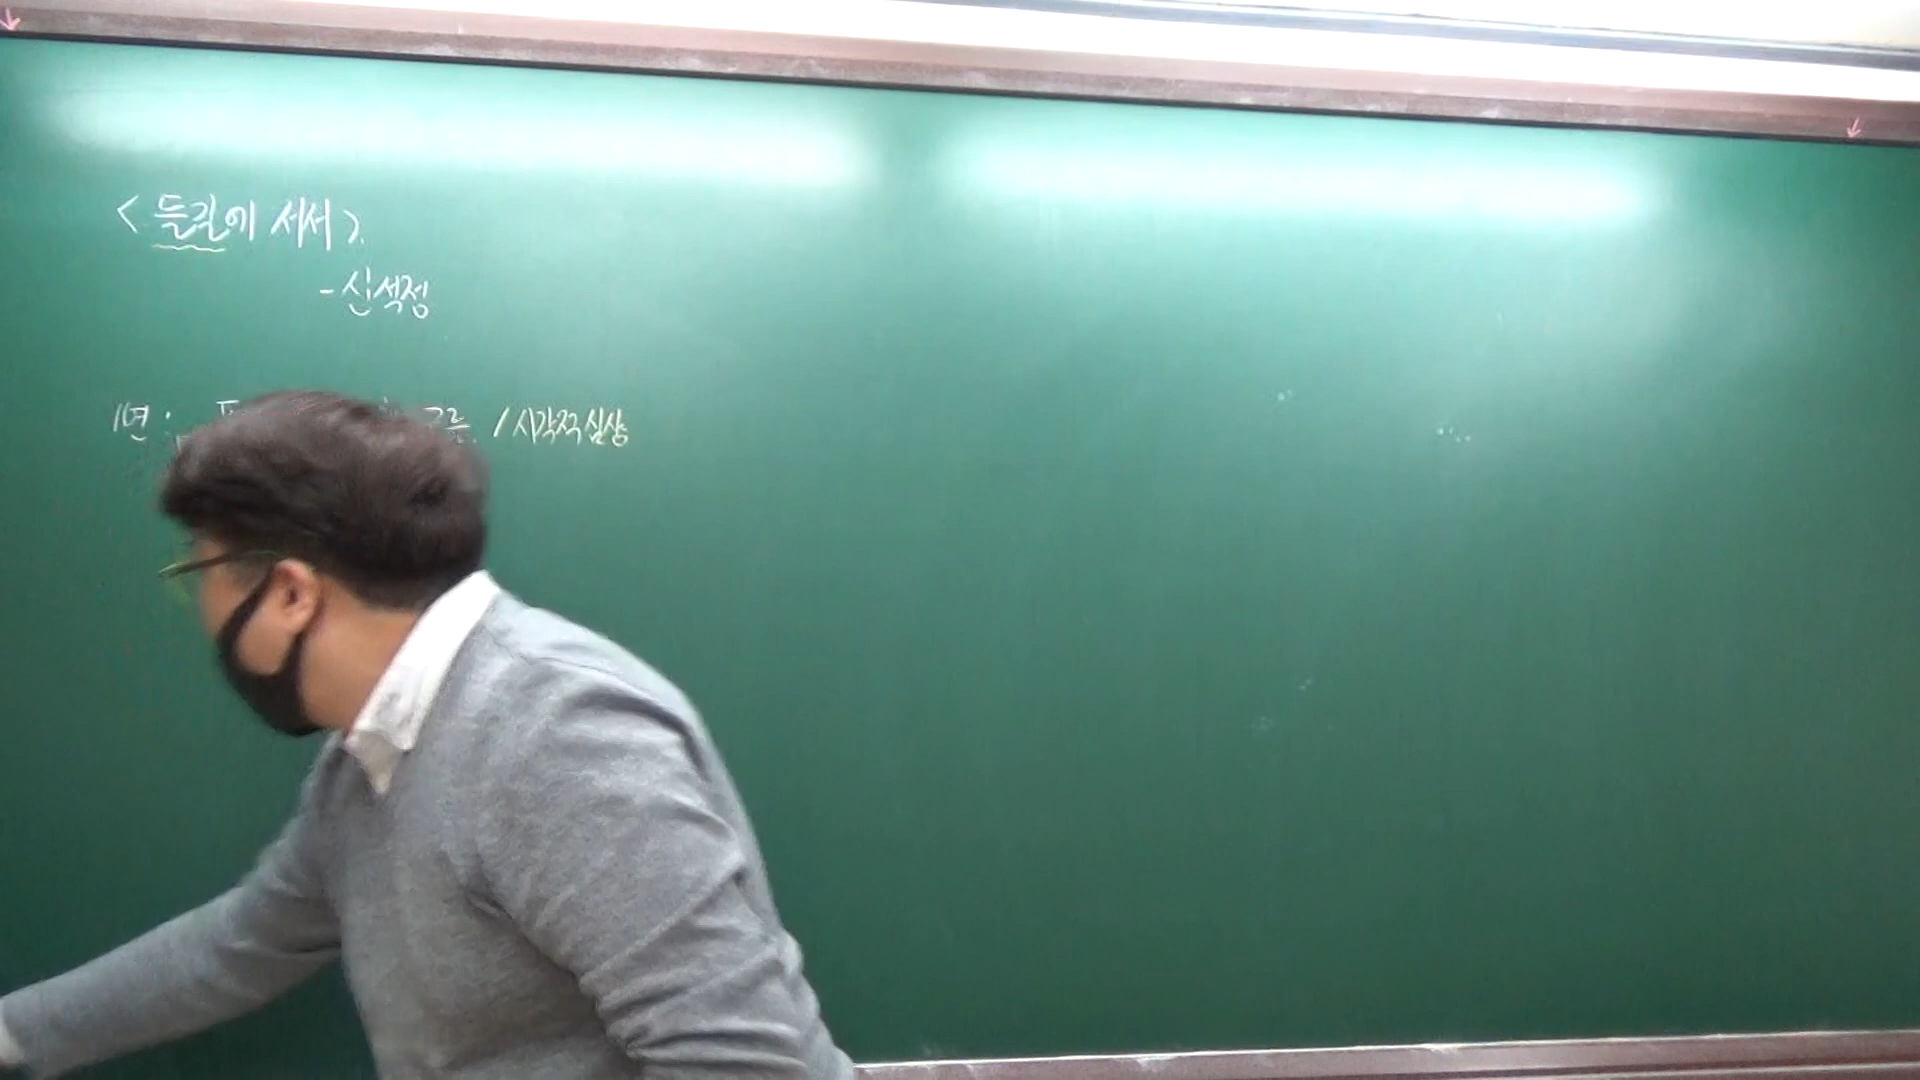 < 들길에 서서 >.
- 신석정
1연 : / 시각적 심상